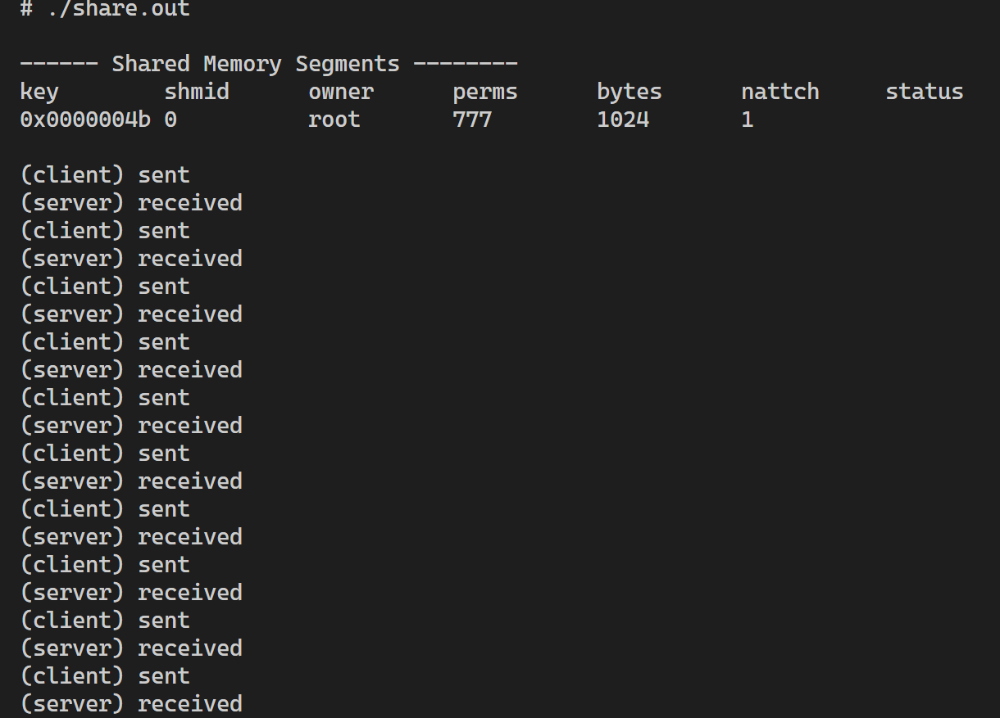 # ./share.out
------ Shared Memory Segments --------
key        shmid      owner      perms      bytes      nattch     status
0x0000004b 0          root       777        1024       1
(client) sent
(server) received
(client) sent
(server) received
(client) sent
(server) received
(client) sent
(server) received
(client) sent
(server) received
(client) sent
(server) received
(client) sent
(server) received
(client) sent
(server) received
(client) sent
(server) received
(client) sent
(server) received